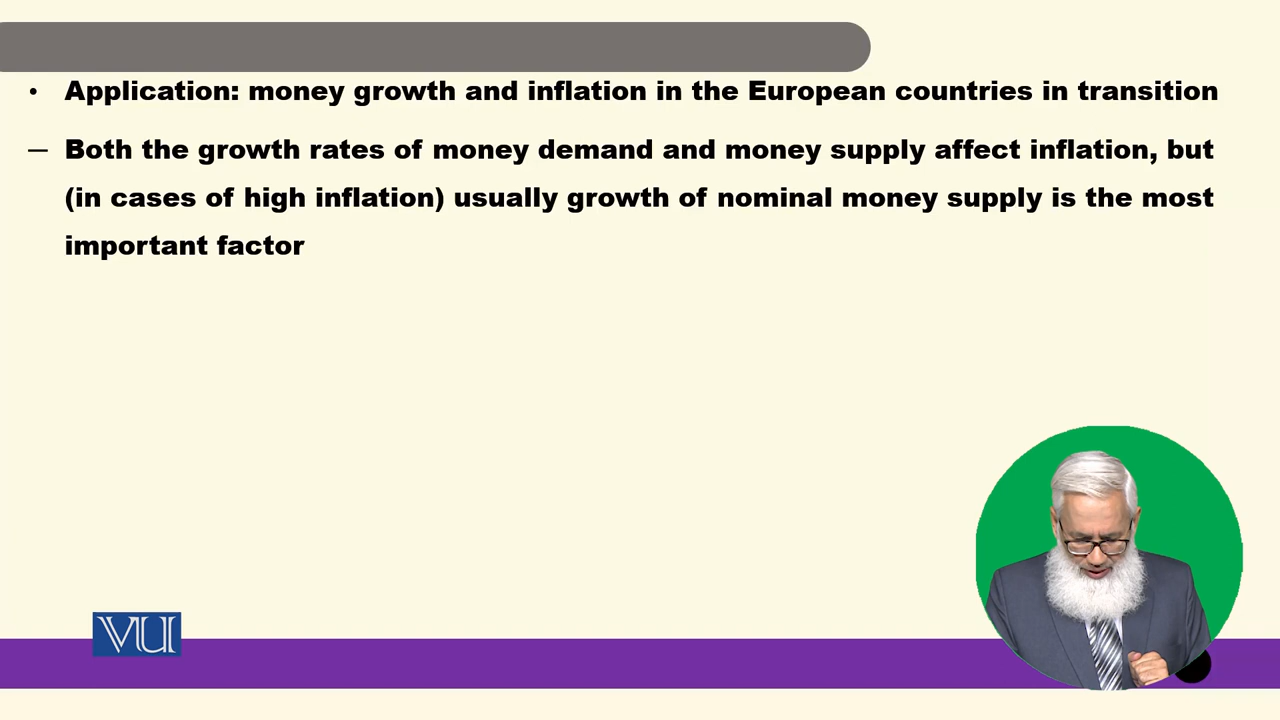 • Application: money growth and inflation in the European countries in transition
– Both the growth rates of money demand and money supply affect inflation, but
(in cases of high inflation) usually growth of nominal money supply is the most
important factor
VU